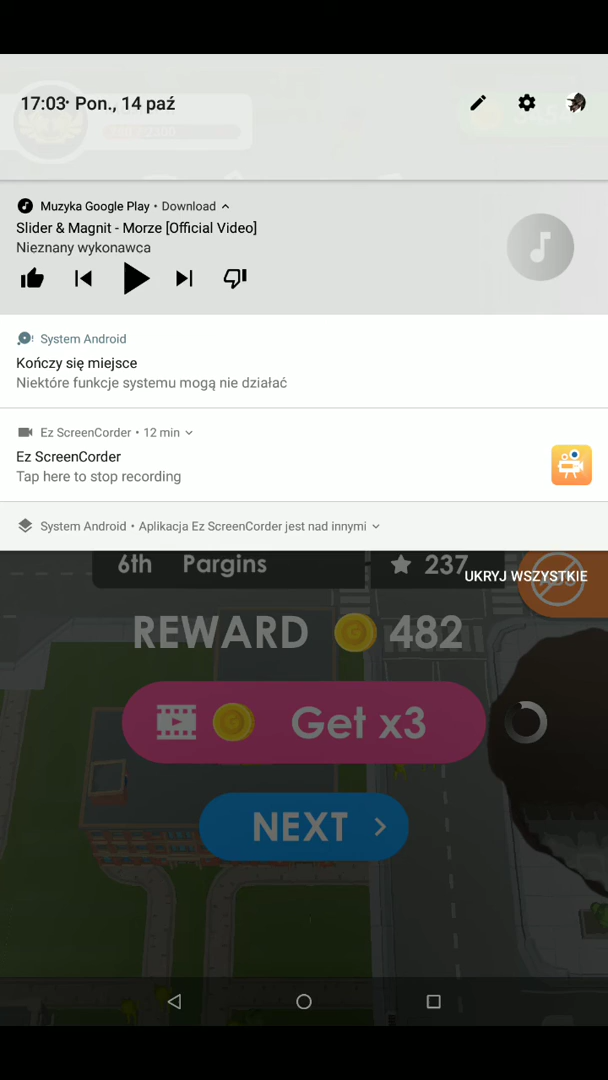 17:03• Pon., 14 paź
Muzyka Google Play • Download
Slider & Magnit - Morze [Official Video]
Nieznany wykonawca
System Android
Kończy się miejsce
Niektóre funkcje systemu mogą nie działać
Ez ScreenCorder • 12 min
Ez ScreenCorder
Tap here to stop recording
System Android • Aplikacja Ez ScreenCorder jest nad innymi
6th Pargins 237
UKRYJ WSZYSTKIE
REWARD 482
Get x3
NEXT